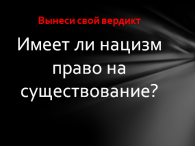 Вынеси свой вердикт
Имеет ли нацизм
право на
существование?